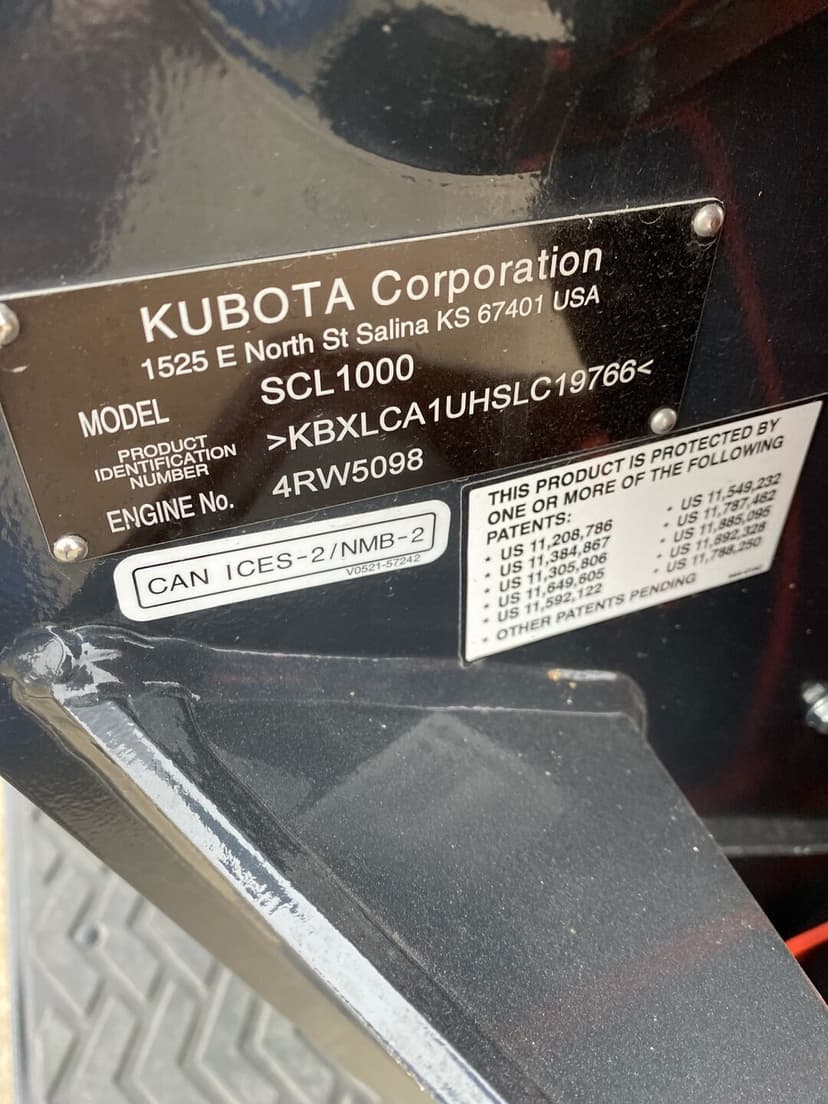 KUBOTA Corporation
1525 E North St Salina KS 67401 USA
MODEL SCL1000
PRODUCT
IDENTIFICATION
NUMBER
>KBXLCA1UHSLC19766<
ENGINE No. 4RW5098
CAN ICES-2/NMB-2
V0521-57242
THIS PRODUCT IS PROTECTED BY
ONE OR MORE OF THE FOLLOWING
PATENTS:
• US 11,208,786
• US 11,384,867
• US 11,305,806
• US 11,649,605
• US 11,592,122
• US 11,549,232
• US 11,787,462
• US 11,885,095
• US 11,692,328
• US 11,788,250
• OTHER PATENTS PENDING